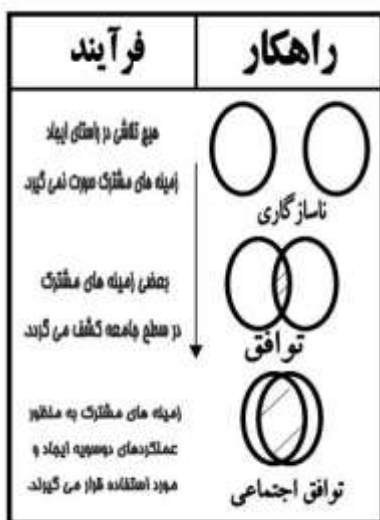 راهکار
فرآیند
ناسازگاری
هیچ تلاشی در راستای ایجاد
زمینه های مشترک صورت نمی گیرد.
توافق
بعضی زمینه های مشترک
در سطح جامعه کشف می گردد.
توافق اجتماعی
زمینه های مشترک به منظور
عملکردهای دوسویه ایجاد و
مورد استفاده قرار می گیرند.